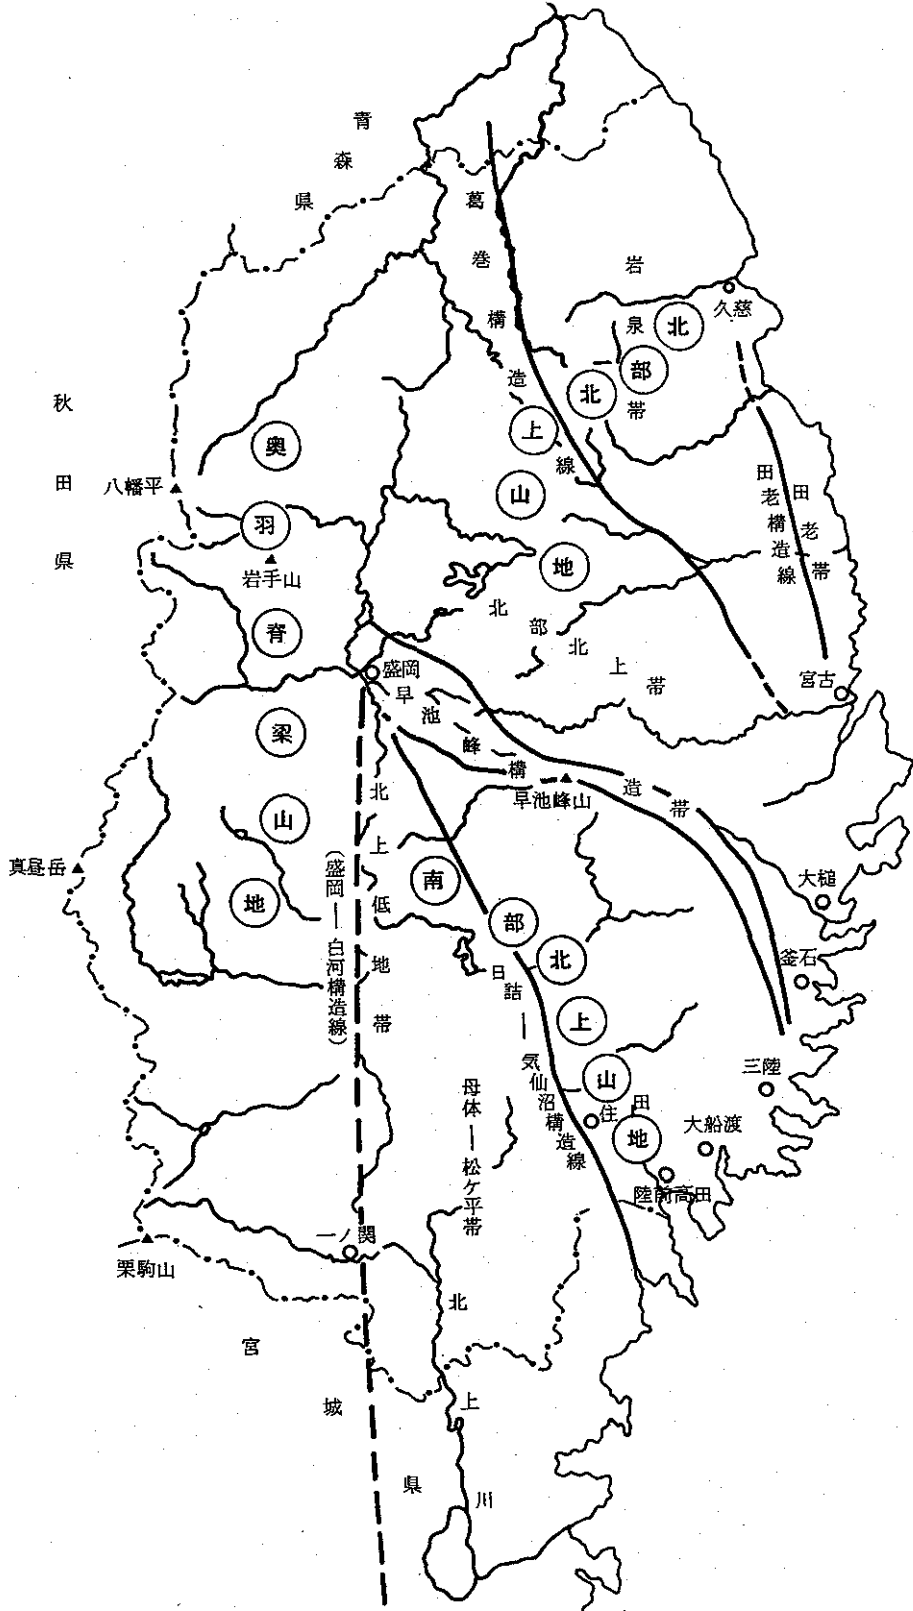 青森県
秋田県
宮城県
葛巻構造線
岩泉帯
久慈
北部北上山地
奥羽脊梁山地
八幡平
岩手山
田老構造線
田老帯
北部北上帯
宮古
盛岡
早池峰構造帯
早池峰山
北上低地帯
(盛岡―白河構造線)
真昼岳
南部北上山地
大槌
釜石
日詰―気仙沼構造線
三陸
母体―松ケ平帯
住田
大船渡
陸前高田
一ノ関
栗駒山
北上川